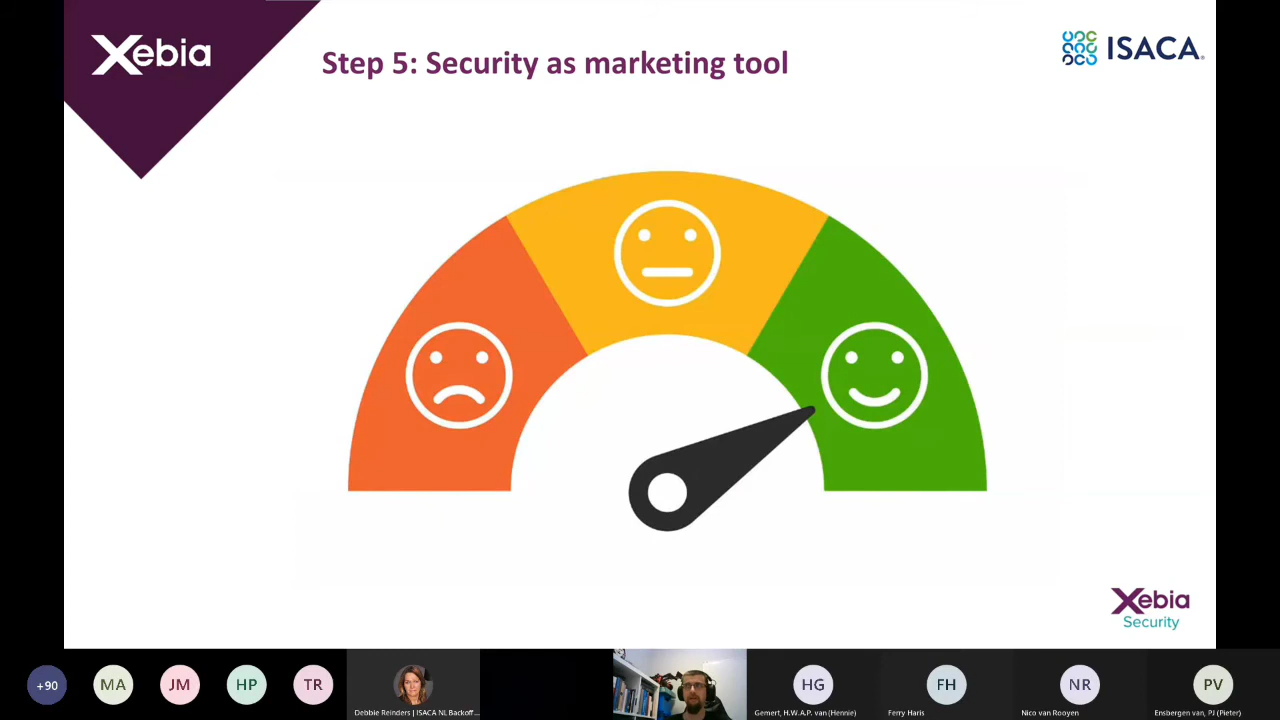 Xebia
Step 5: Security as marketing tool
ISACA®
Xebia
Security
+90
MA
JM
HP
TR
HG
FH
NR
PV
Debbie Reinders | ISACA NL Backoff...
Gemert, H.W.A.P. van (Hennie)
Ferry Haris
Nico van Rooyen
Ensbergen van, PJ (Pieter)